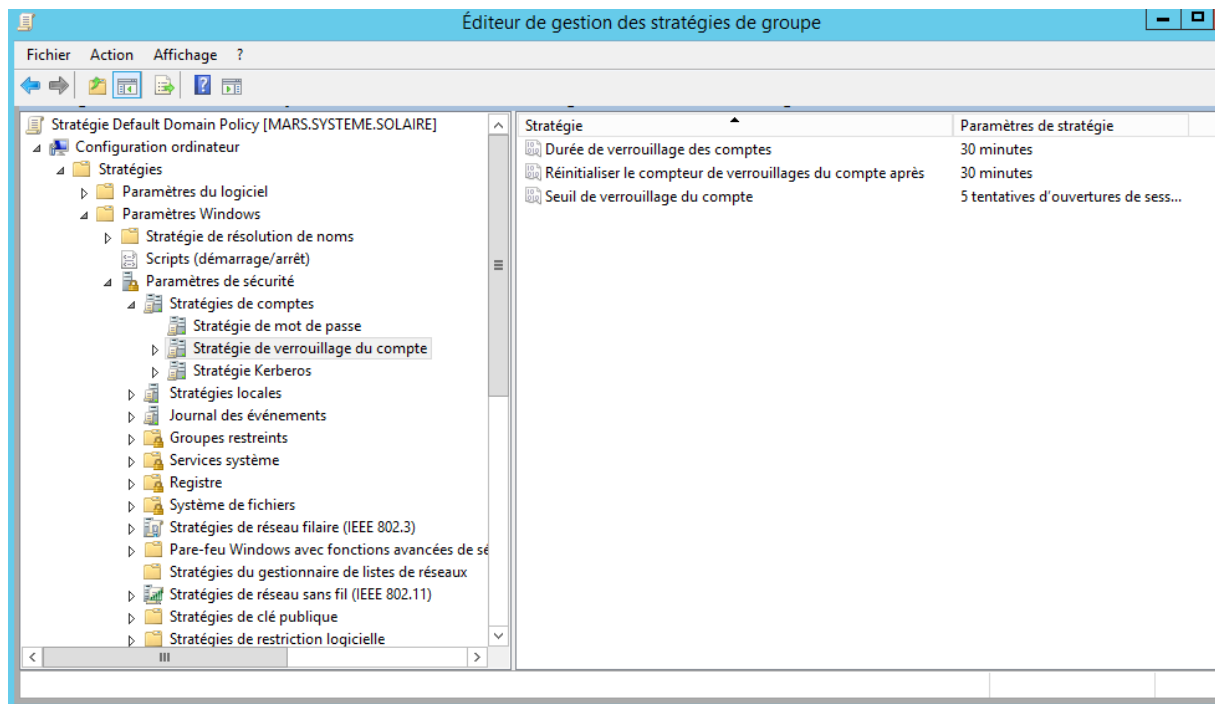 Éditeur de gestion des stratégies de groupe
Fichier Action Affichage ?
Stratégie Default Domain Policy [MARS.SYSTEME.SOLAIRE]
Configuration ordinateur
Stratégies
Paramètres du logiciel
Paramètres Windows
Stratégie de résolution de noms
Scripts (démarrage/arrêt)
Paramètres de sécurité
Stratégies de comptes
Stratégie de mot de passe
Stratégie de verrouillage du compte
Stratégie Kerberos
Stratégies locales
Journal des événements
Groupes restreints
Services système
Registre
Système de fichiers
Stratégies de réseau filaire (IEEE 802.3)
Pare-feu Windows avec fonctions avancées de sé
Stratégies du gestionnaire de listes de réseaux
Stratégies de réseau sans fil (IEEE 802.11)
Stratégies de clé publique
Stratégies de restriction logicielle
Stratégie Paramètres de stratégie
Durée de verrouillage des comptes 30 minutes
Réinitialiser le compteur de verrouillages du compte après 30 minutes
Seuil de verrouillage du compte 5 tentatives d'ouvertures de sess...